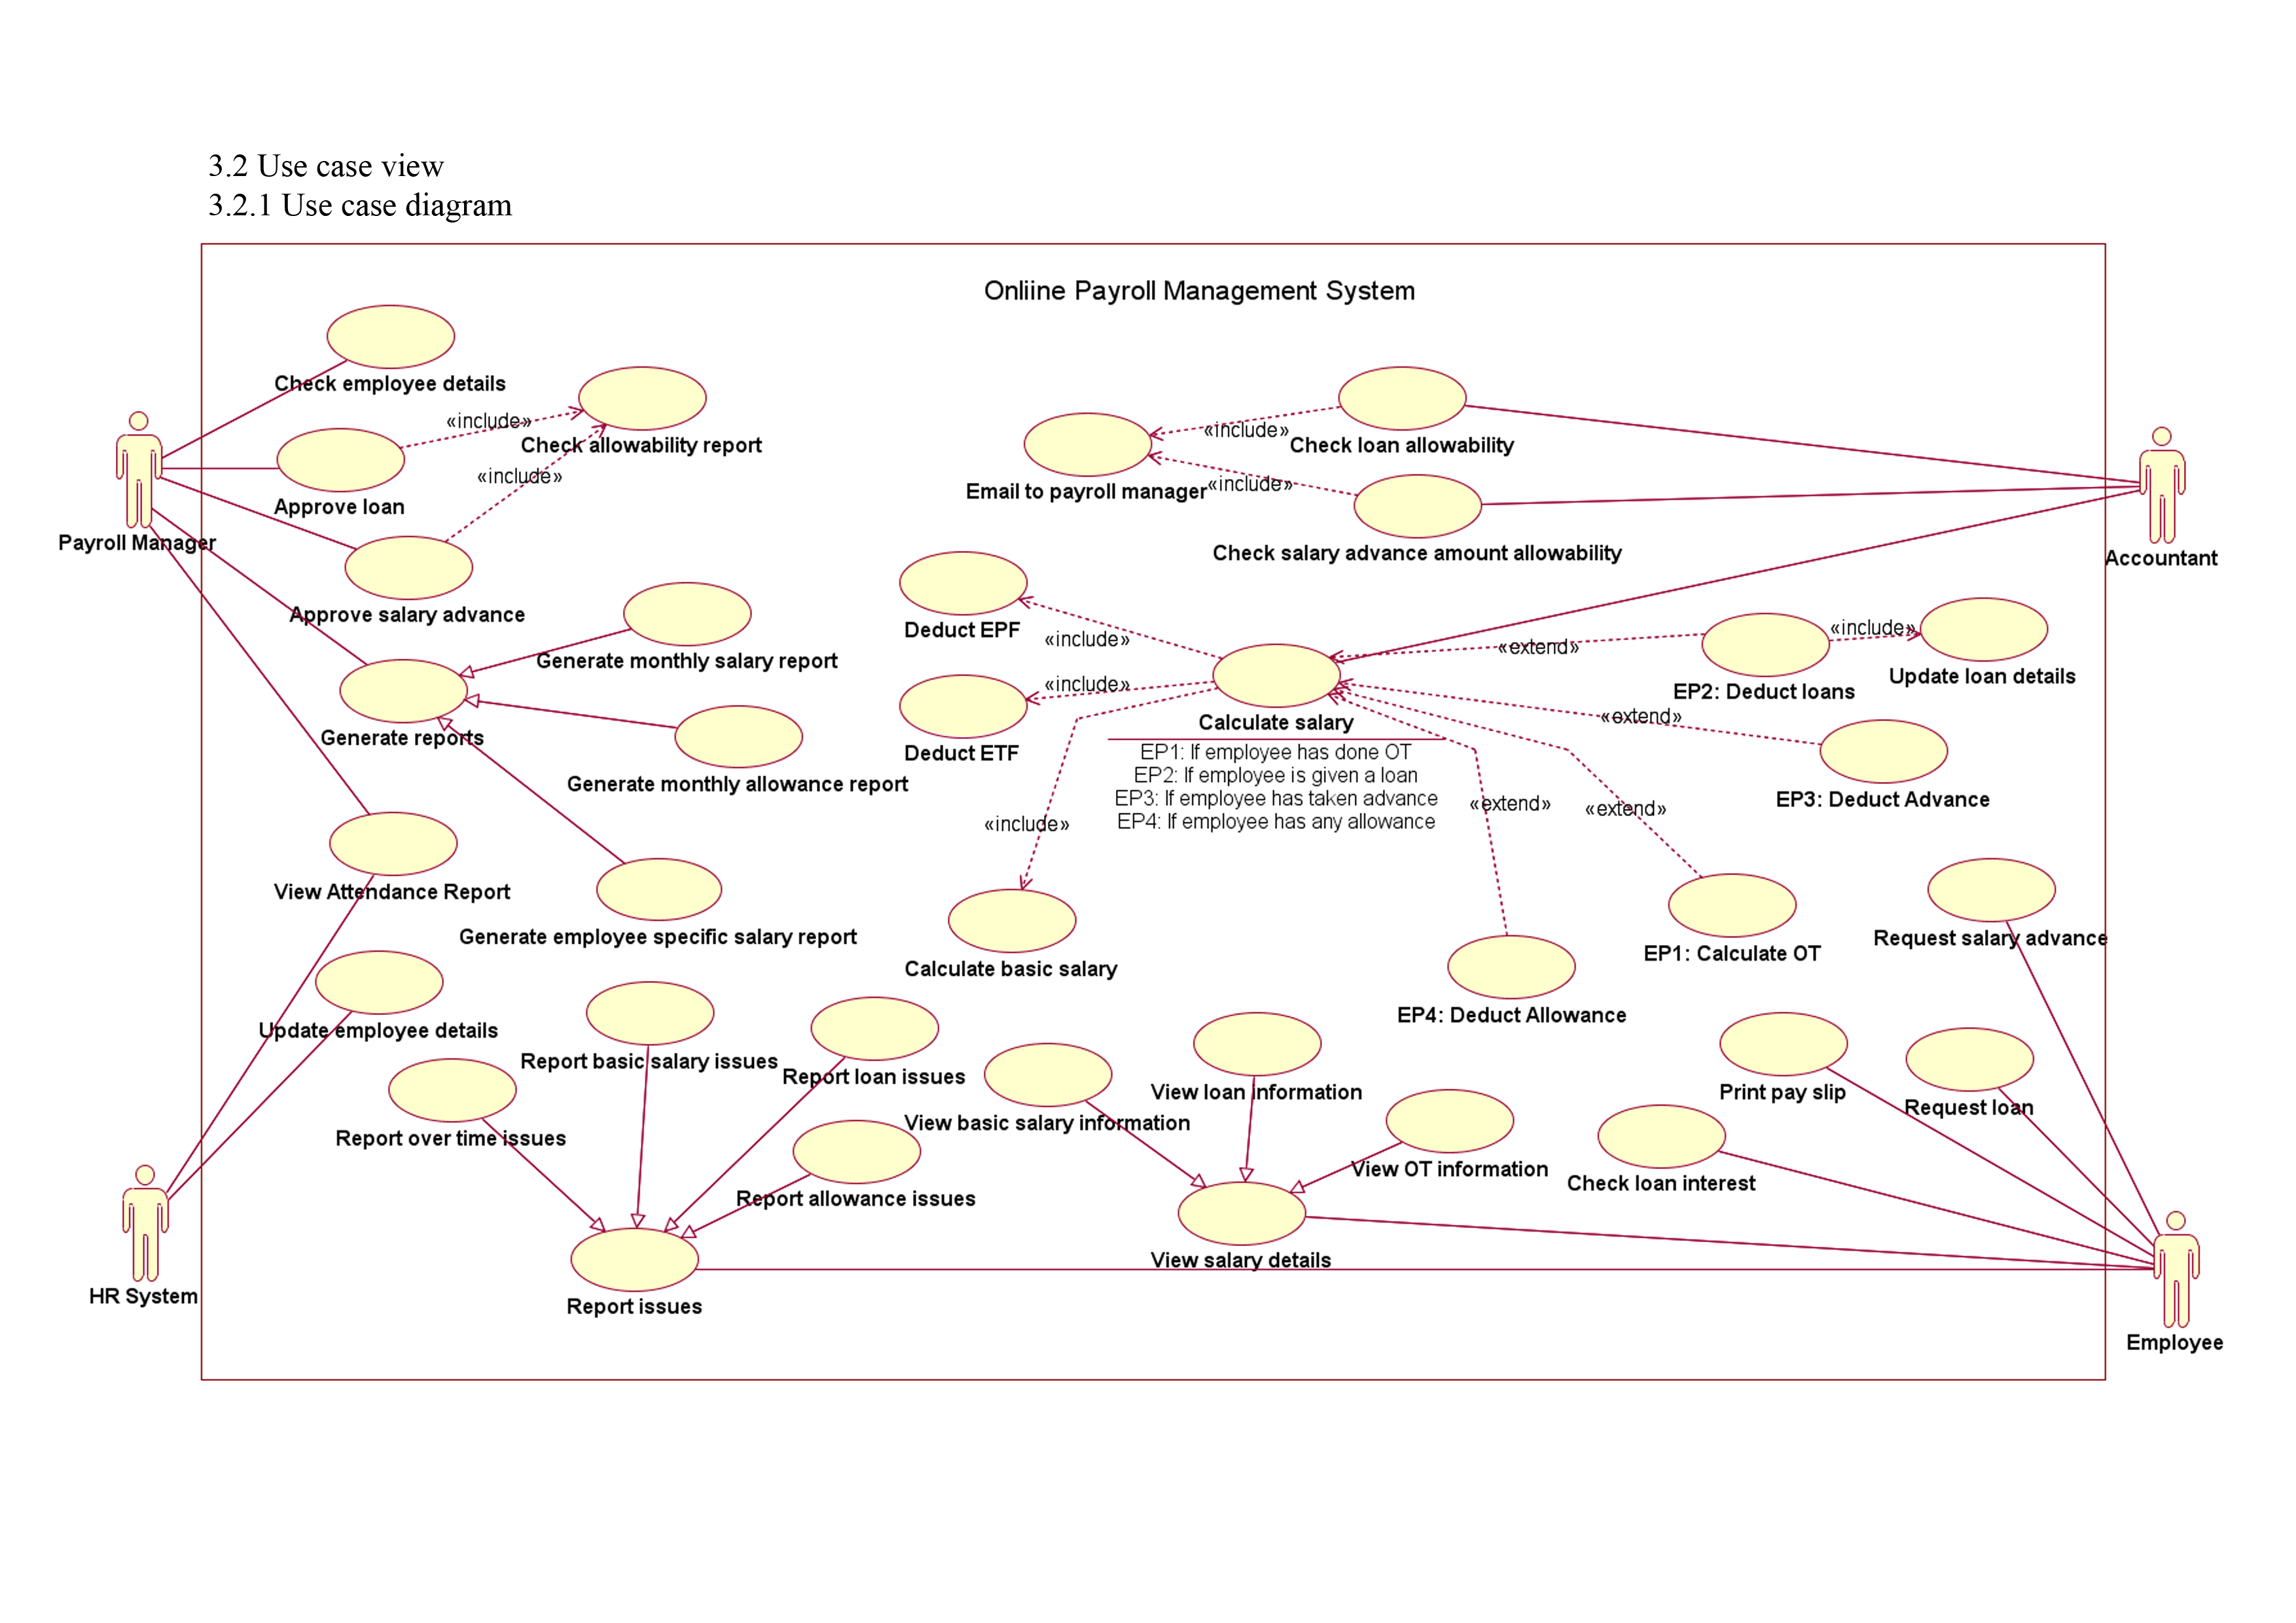 3.2 Use case view
3.2.1 Use case diagram
Onliine Payroll Management System
Check employee details
«include»
Check allowability report
«include»
Approve loan
Payroll Manager
Approve salary advance
«include»
Check loan allowability
Email to payroll manager
«include»
Check salary advance amount allowability
Accountant
Deduct EPF
«include»
Generate monthly salary report
«extend»
«include»
EP2: Deduct loans
Update loan details
«include»
Deduct ETF
Calculate salary
EP1: If employee has done OT
EP2: If employee is given a loan
EP3: If employee has taken advance
EP4: If employee has any allowance
«extend»
Generate reports
Generate monthly allowance report
EP3: Deduct Advance
«extend»
«extend»
«include»
View Attendance Report
Generate employee specific salary report
Calculate basic salary
EP1: Calculate OT
Request salary advance
EP4: Deduct Allowance
Update employee details
Report basic salary issues
Report loan issues
Report over time issues
Report allowance issues
View basic salary information
View loan information
View OT information
Print pay slip
Request loan
Check loan interest
View salary details
HR System
Report issues
Employee